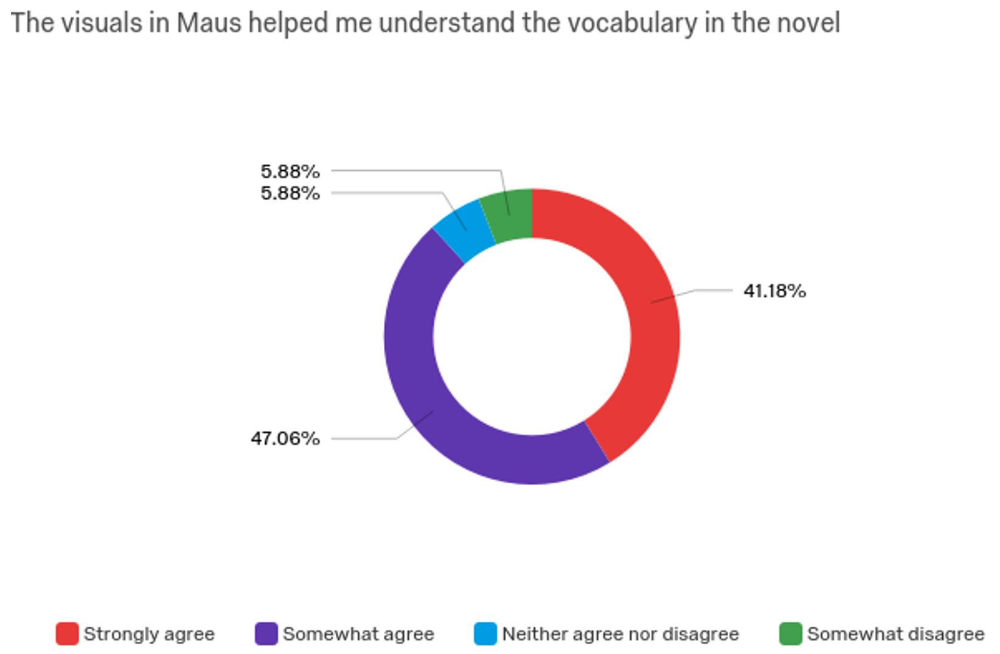 The visuals in Maus helped me understand the vocabulary in the novel
5.88%
5.88%
41.18%
47.06%
Strongly agree Somewhat agree Neither agree nor disagree Somewhat disagree